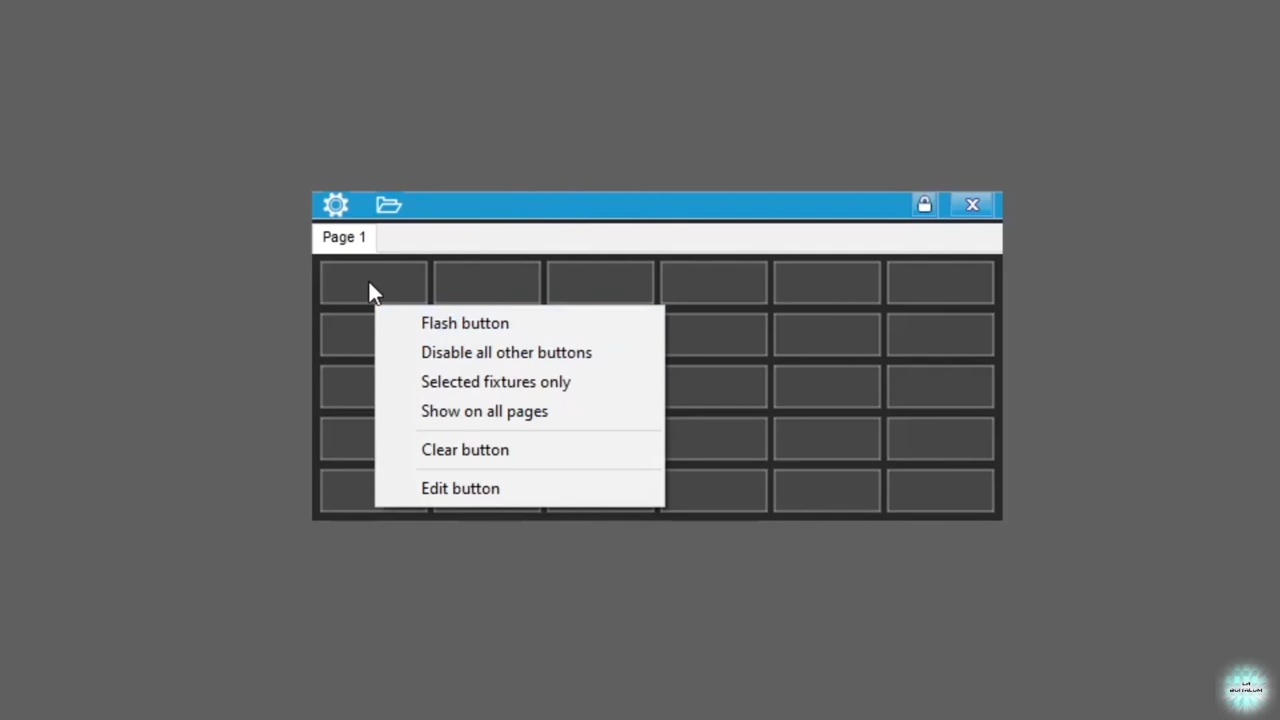 Page 1
Flash button
Disable all other buttons
Selected fixtures only
Show on all pages
Clear button
Edit button